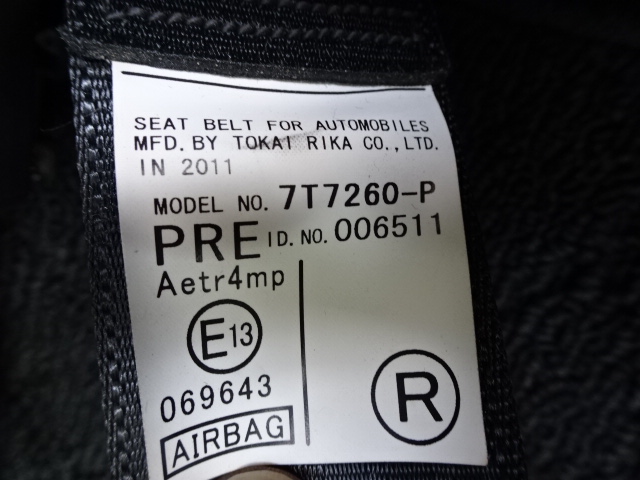 SEAT BELT FOR AUTOMOBILES
MFD. BY TOKAI RIKA CO., LTD.
IN 2011
MODEL NO. 7T7260-P
PRE ID. NO. 006511
Aetr4mp
E13
069643
AIRBAG
R